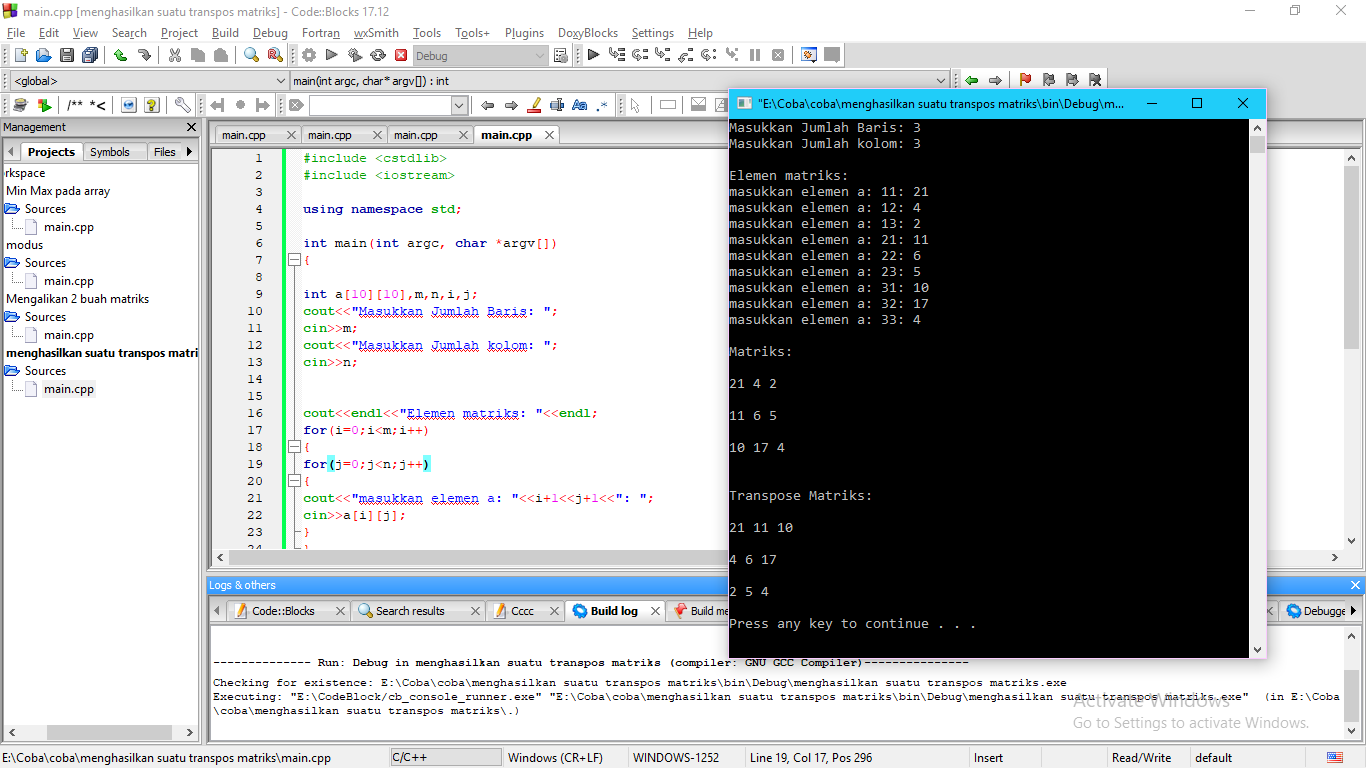 main.cpp [menghasilkan suatu transpos matriks] - Code::Blocks 17.12
File Edit View Search Project Build Debug Fortran wxSmith Tools Tools+ Plugins DoxyBlocks Settings Help
Debug
<global> main(int argc, char* argv[]) : int
/** *< Aa .*
Management
Projects Symbols Files
rkspace
Min Max pada array
Sources
main.cpp
modus
Sources
main.cpp
Mengalikan 2 buah matriks
Sources
main.cpp
menghasilkan suatu transpos matri
Sources
main.cpp
main.cpp main.cpp main.cpp main.cpp
1 #include <cstdlib>
2 #include <iostream>
3
4 using namespace std;
5
6 int main(int argc, char *argv[])
7 {
8
9 int a[10][10],m,n,i,j;
10 cout<<"Masukkan Jumlah Baris: ";
11 cin>>m;
12 cout<<"Masukkan Jumlah kolom: ";
13 cin>>n;
14
15
16 cout<<endl<<"Elemen matriks: "<<endl;
17 for(i=0;i<m;i++)
18 {
19 for(j=0;j<n;j++)
20 {
21 cout<<"masukkan elemen a: "<<i+1<<j+1<<": ";
22 cin>>a[i][j];
23 }
24 }
"E:\Coba\coba\menghasilkan suatu transpos matriks\bin\Debug\m...
Masukkan Jumlah Baris: 3
Masukkan Jumlah kolom: 3
Elemen matriks:
masukkan elemen a: 11: 21
masukkan elemen a: 12: 4
masukkan elemen a: 13: 2
masukkan elemen a: 21: 11
masukkan elemen a: 22: 6
masukkan elemen a: 23: 5
masukkan elemen a: 31: 10
masukkan elemen a: 32: 17
masukkan elemen a: 33: 4
Matriks:
21 4 2
11 6 5
10 17 4
Transpose Matriks:
21 11 10
4 6 17
2 5 4
Press any key to continue . . .
Logs & others
Code::Blocks Search results Cccc Build log Build me Debugge
-------------- Run: Debug in menghasilkan suatu transpos matriks (compiler: GNU GCC Compiler)---------------
Checking for existence: E:\Coba\coba\menghasilkan suatu transpos matriks\bin\Debug\menghasilkan suatu transpos matriks.exe
Executing: "E:\CodeBlock/cb_console_runner.exe" "E:\Coba\coba\menghasilkan suatu transpos matriks\bin\Debug\menghasilkan suatu transpos matriks.exe" (in E:\Coba
\coba\menghasilkan suatu transpos matriks\.)
Activate Windows
Go to Settings to activate Windows.
E:\Coba\coba\menghasilkan suatu transpos matriks\main.cpp C/C++ Windows (CR+LF) WINDOWS-1252 Line 19, Col 17, Pos 296 Insert Read/Write default